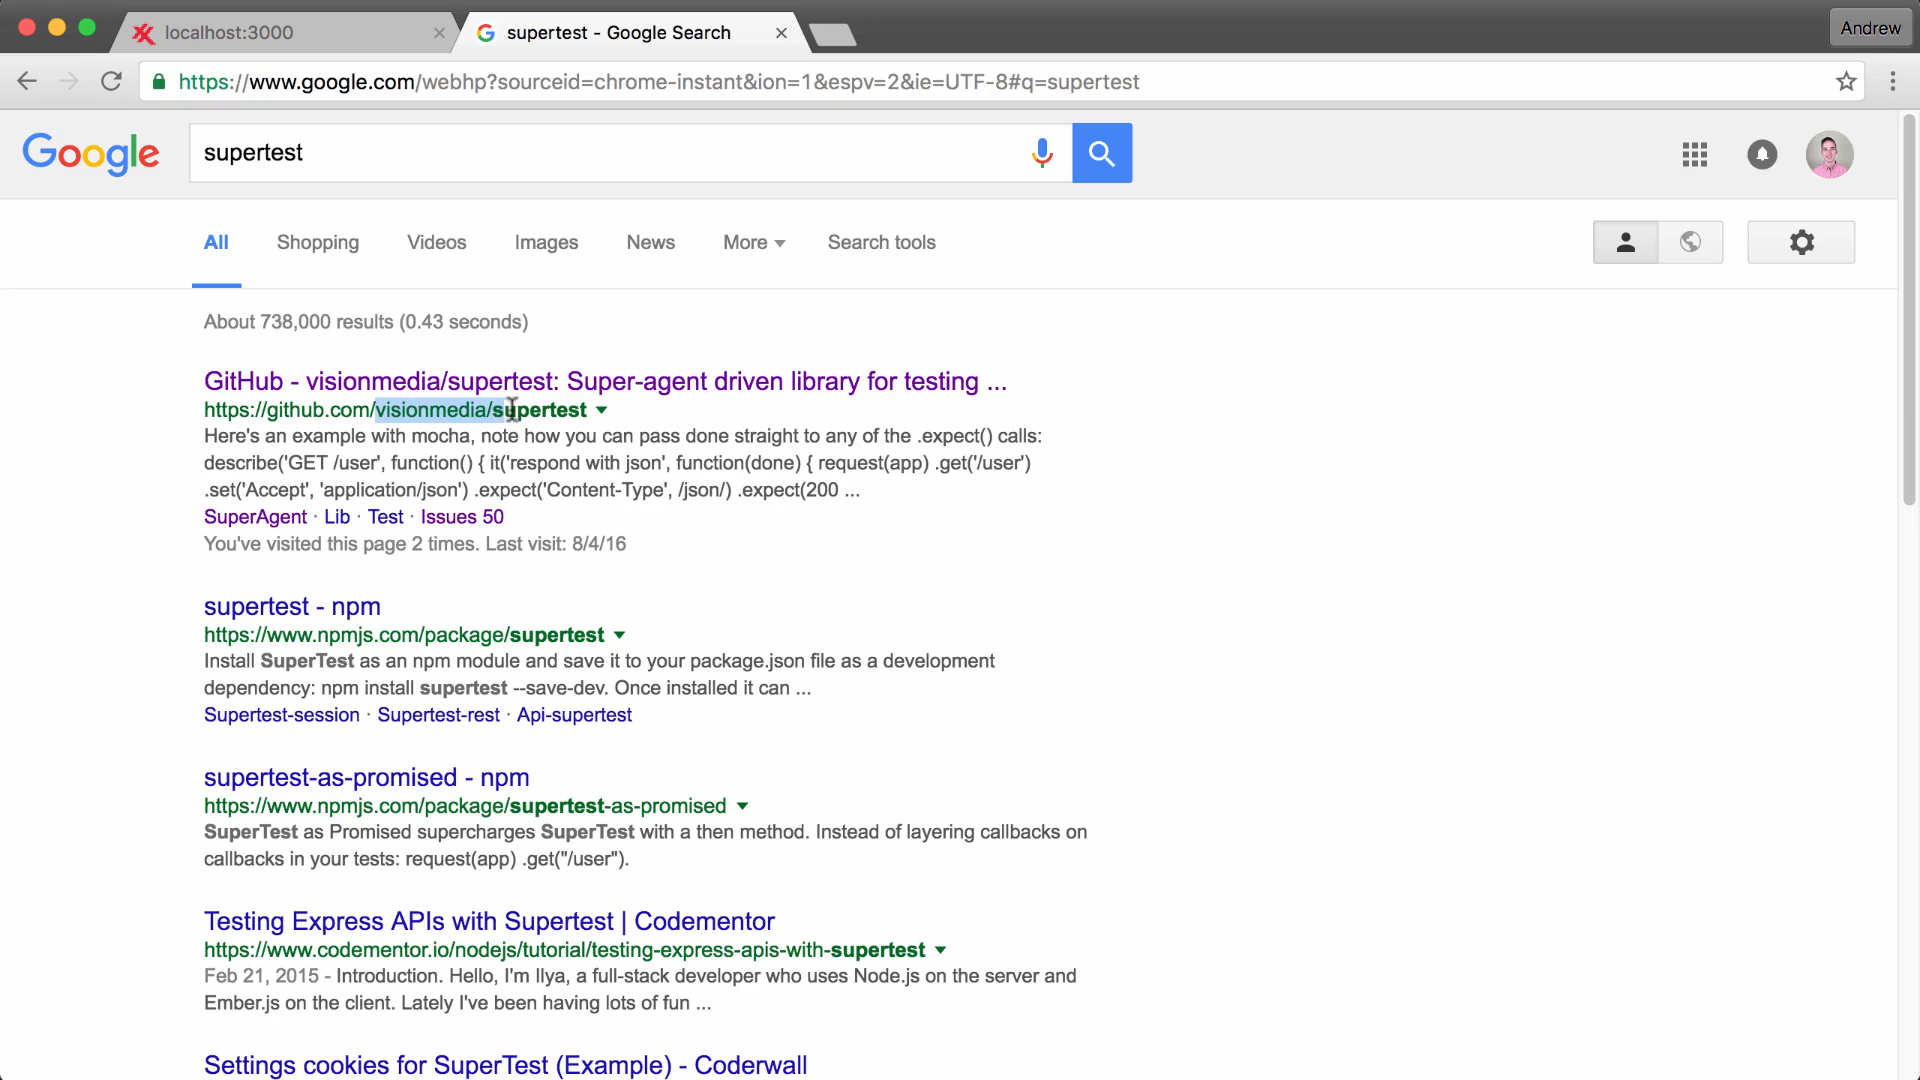 localhost:3000
supertest - Google Search
Andrew
https://www.google.com/webhp?sourceid=chrome-instant&ion=1&espv=2&ie=UTF-8#q=supertest
Google
supertest
All Shopping Videos Images News More Search tools
About 738,000 results (0.43 seconds)
GitHub - visionmedia/supertest: Super-agent driven library for testing ...
https://github.com/visionmedia/supertest
Here's an example with mocha, note how you can pass done straight to any of the .expect() calls:
describe('GET /user', function() { it('respond with json', function(done) { request(app) .get('/user')
.set('Accept', 'application/json') .expect('Content-Type', /json/) .expect(200 ...
SuperAgent · Lib · Test · Issues 50
You've visited this page 2 times. Last visit: 8/4/16
supertest - npm
https://www.npmjs.com/package/supertest
Install SuperTest as an npm module and save it to your package.json file as a development
dependency: npm install supertest --save-dev. Once installed it can ...
Supertest-session · Supertest-rest · Api-supertest
supertest-as-promised - npm
https://www.npmjs.com/package/supertest-as-promised
SuperTest as Promised supercharges SuperTest with a then method. Instead of layering callbacks on
callbacks in your tests: request(app) .get("/user").
Testing Express APIs with Supertest | Codementor
https://www.codementor.io/nodejs/tutorial/testing-express-apis-with-supertest
Feb 21, 2015 - Introduction. Hello, I'm Ilya, a full-stack developer who uses Node.js on the server and
Ember.js on the client. Lately I've been having lots of fun ...
Settings cookies for SuperTest (Example) - Coderwall